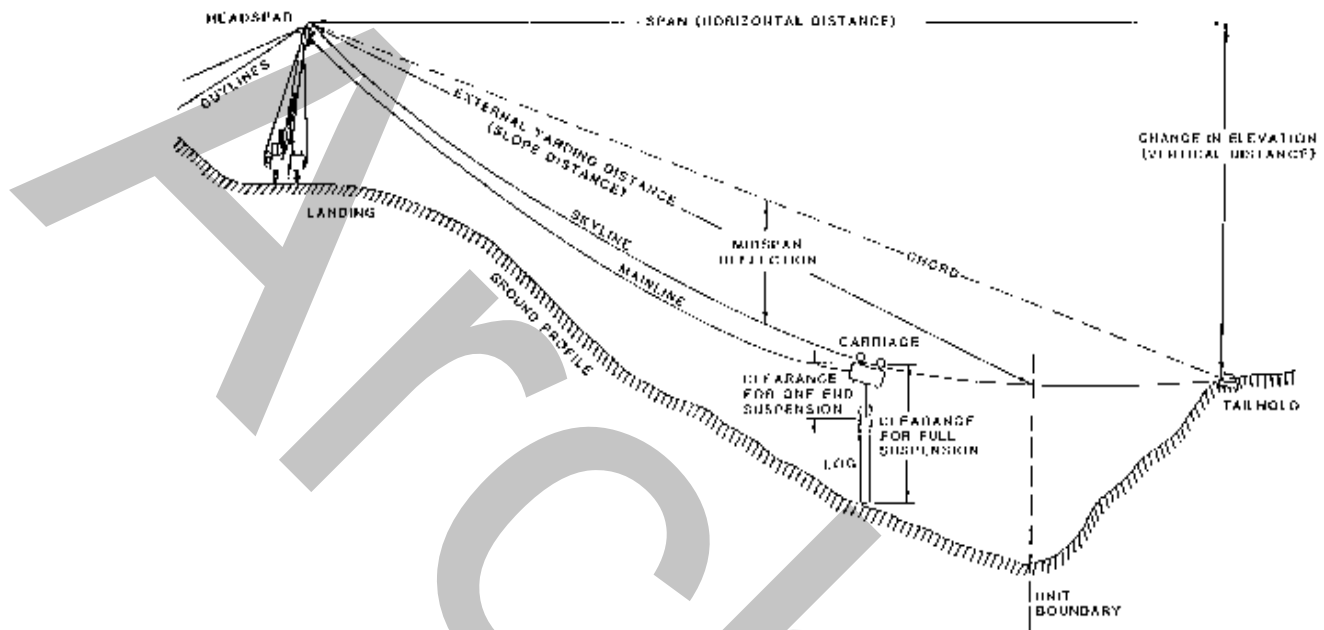 HEADSPAR
SPAN (HORIZONTAL DISTANCE)
GUYLINES
EXTERNAL YARDING DISTANCE
(SLOPE DISTANCE)
CHANGE IN ELEVATION
(VERTICAL DISTANCE)
LANDING
SKYLINE
MAINLINE
MIDSPAN
DEFLECTION
CHORD
GROUND PROFILE
CARRIAGE
CLEARANCE
FOR ONE END
SUSPENSION
CLEARANCE
FOR FULL
SUSPENSION
LOG
TAILHOLD
UNIT
BOUNDARY